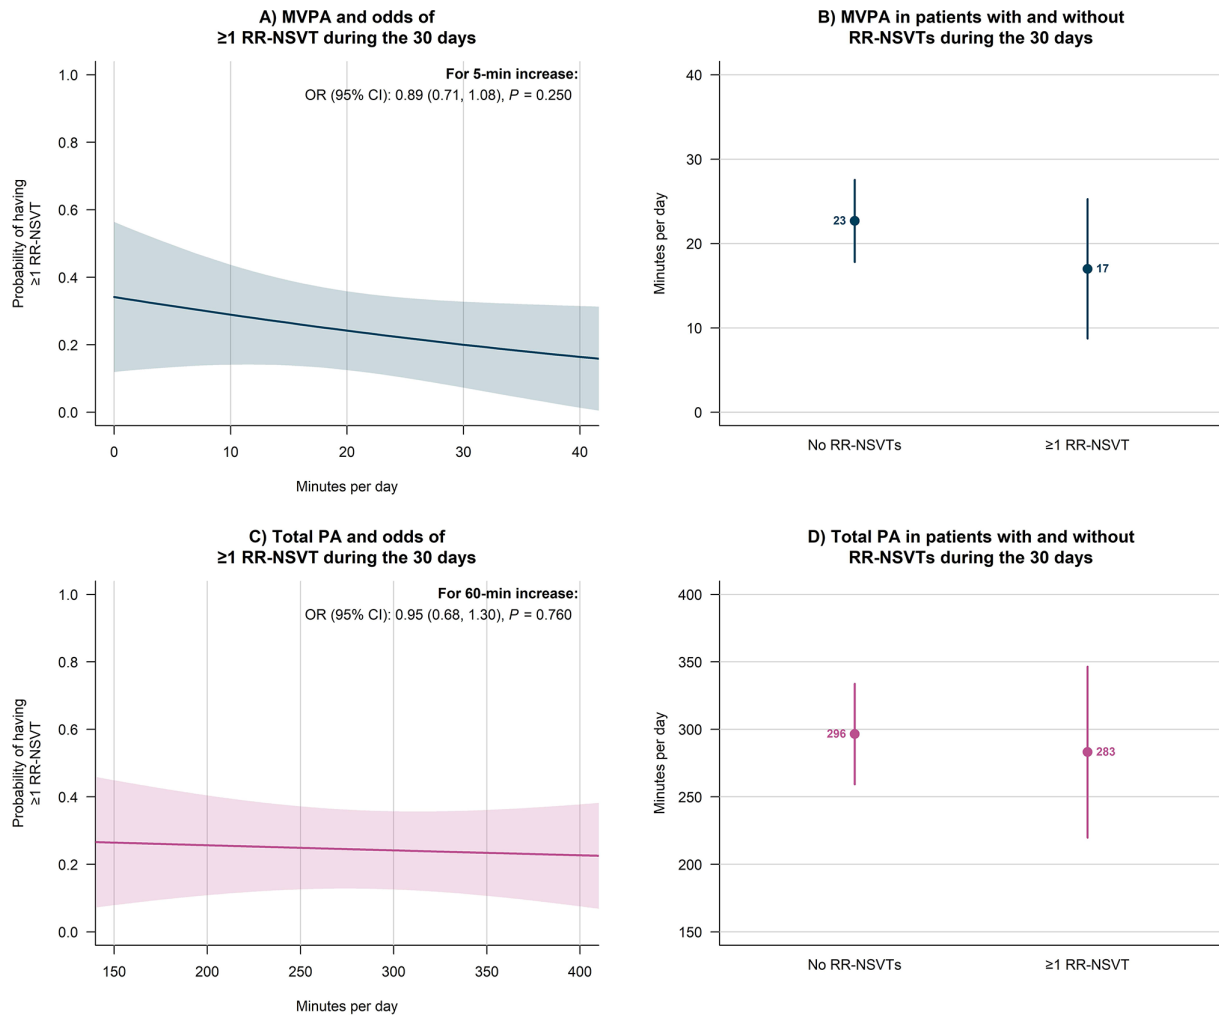 A) MVPA and odds of
≥1 RR-NSVT during the 30 days
For 5-min increase:
OR (95% CI): 0.89 (0.71, 1.08), P = 0.250
Probability of having
≥1 RR-NSVT
1.0
0.8
0.6
0.4
0.2
0.0
0 10 20 30 40
Minutes per day
B) MVPA in patients with and without
RR-NSVTs during the 30 days
Minutes per day
40
30
20
10
0
23
17
No RR-NSVTs ≥1 RR-NSVT
C) Total PA and odds of
≥1 RR-NSVT during the 30 days
For 60-min increase:
OR (95% CI): 0.95 (0.68, 1.30), P = 0.760
Probability of having
≥1 RR-NSVT
1.0
0.8
0.6
0.4
0.2
0.0
150 200 250 300 350 400
Minutes per day
D) Total PA in patients with and without
RR-NSVTs during the 30 days
Minutes per day
400
350
300
250
200
150
296
283
No RR-NSVTs ≥1 RR-NSVT